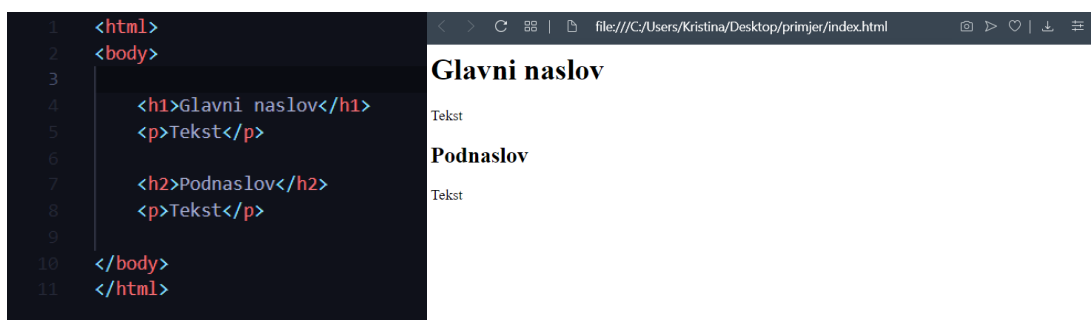 1 <html>
2 <body>
3
4 <h1>Glavni naslov</h1>
5 <p>Tekst</p>
6
7 <h2>Podnaslov</h2>
8 <p>Tekst</p>
9
10 </body>
11 </html>
file:///C:/Users/Kristina/Desktop/primjer/index.html
Glavni naslov
Tekst
Podnaslov
Tekst